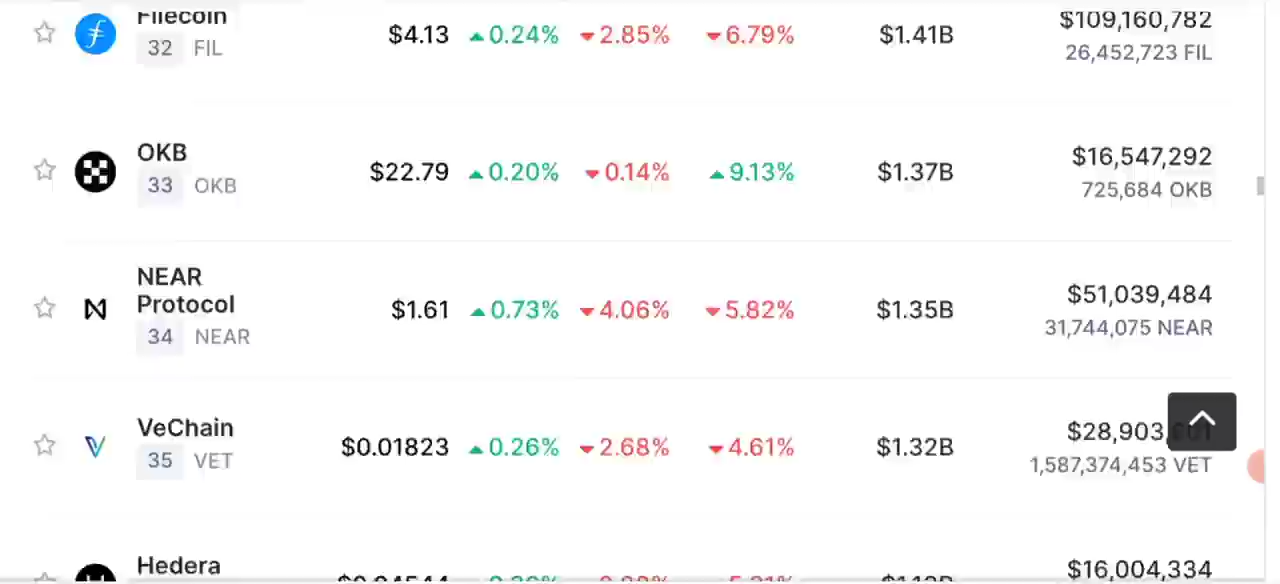 Filecoin
32 FIL $4.13 0.24% 2.85% 6.79% $1.41B $109,160,782
26,452,723 FIL
OKB
33 OKB $22.79 0.20% 0.14% 9.13% $1.37B $16,547,292
725,684 OKB
NEAR
Protocol
34 NEAR $1.61 0.73% 4.06% 5.82% $1.35B $51,039,484
31,744,075 NEAR
VeChain
35 VET $0.01823 0.26% 2.68% 4.61% $1.32B $28,903,
1,587,374,453 VET
Hedera
$16,004,334